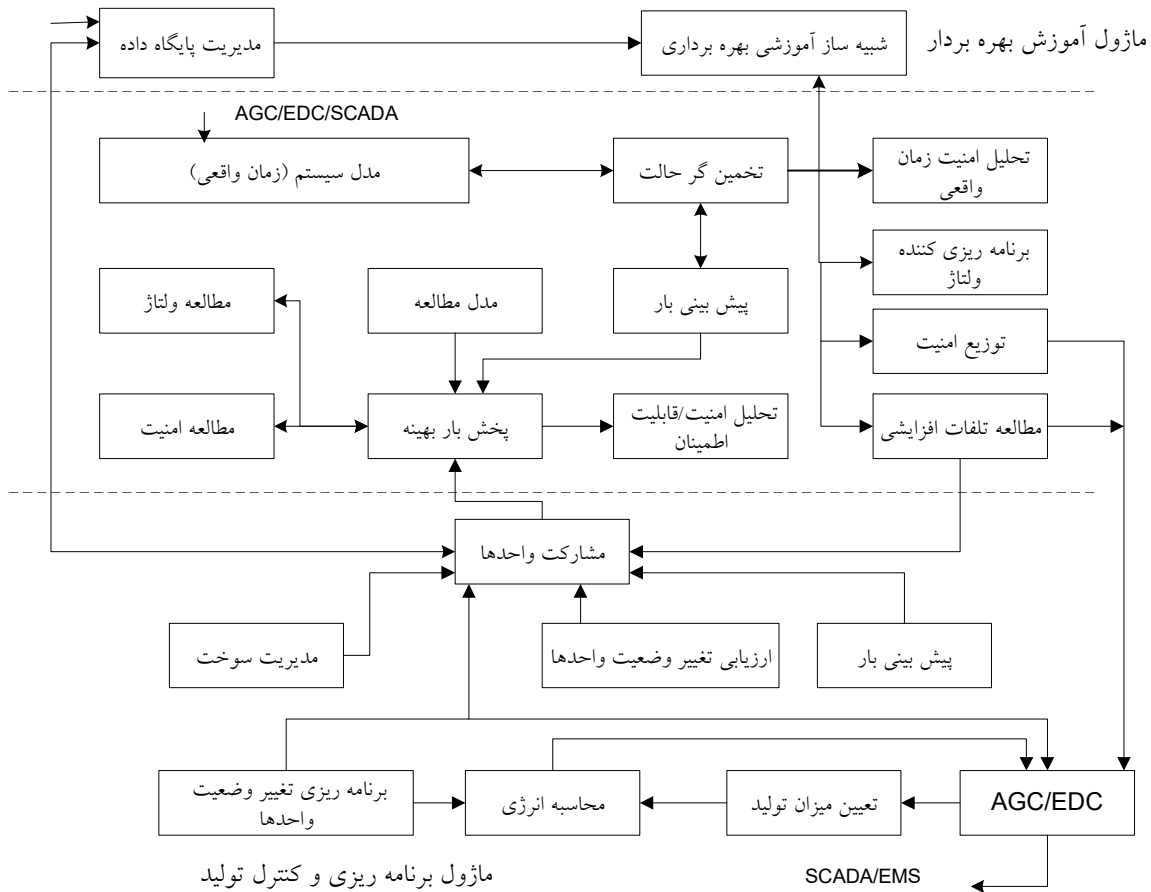 ماژول آموزش بهره بردار
شبیه ساز آموزشی بهره برداری
مدیریت پایگاه داده
AGC/EDC/SCADA
تحلیل امنیت زمان
واقعی
تخمین گر حالت
مدل سیستم (زمان واقعی)
برنامه ریزی کننده
ولتاژ
پیش بینی بار
مدل مطالعه
مطالعه ولتاژ
توزیع امنیت
مطالعه تلفات افزایشی
تحلیل امنیت/قابلیت
اطمینان
پخش بار بهینه
مطالعه امنیت
مشارکت واحدها
پیش بینی بار
ارزیابی تغییر وضعیت واحدها
مدیریت سوخت
AGC/EDC
تعیین میزان تولید
محاسبه انرژی
برنامه ریزی تغییر وضعیت
واحدها
SCADA/EMS
ماژول برنامه ریزی و کنترل تولید